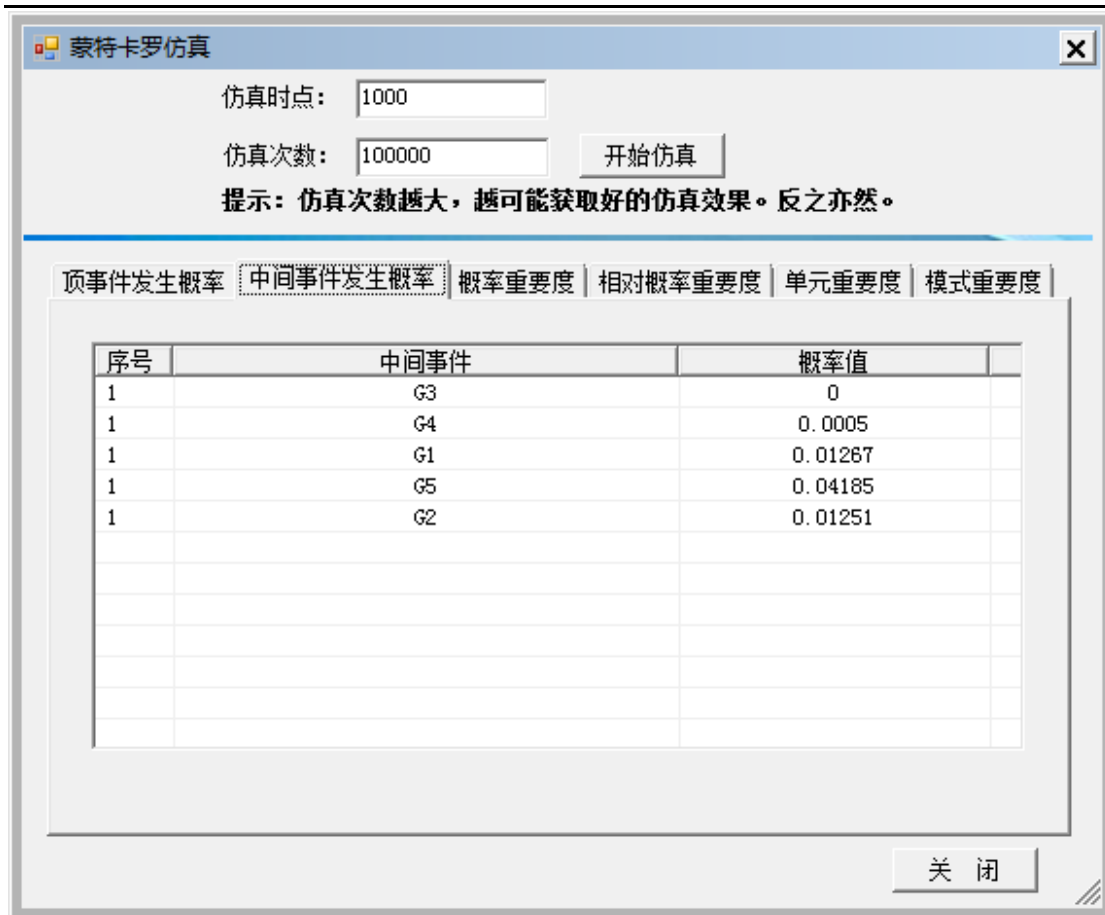 蒙特卡罗仿真
仿真时点： 1000
仿真次数： 100000 开始仿真
提示：仿真次数越大，越可能获取好的仿真效果。反之亦然。
顶事件发生概率 中间事件发生概率 概率重要度 相对概率重要度 单元重要度 模式重要度
序号 中间事件 概率值
1 G3 0
1 G4 0.0005
1 G1 0.01267
1 G5 0.04185
1 G2 0.01251
关 闭